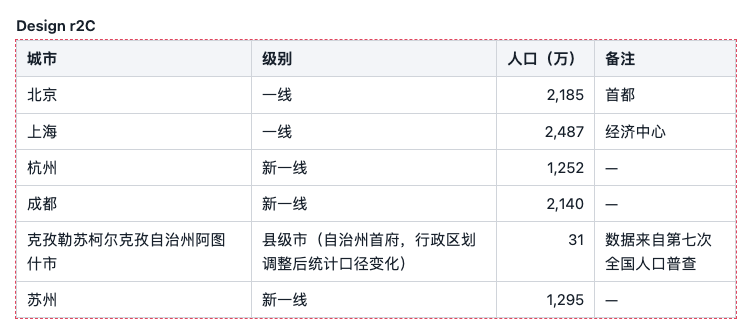 Design r2C
城市 级别 人口（万） 备注
北京 一线 2,185 首都
上海 一线 2,487 经济中心
杭州 新一线 1,252 —
成都 新一线 2,140 —
克孜勒苏柯尔克孜自治州阿图 县级市（自治州首府，行政区划 31 数据来自第七次
什市 调整后统计口径变化） 全国人口普查
苏州 新一线 1,295 —